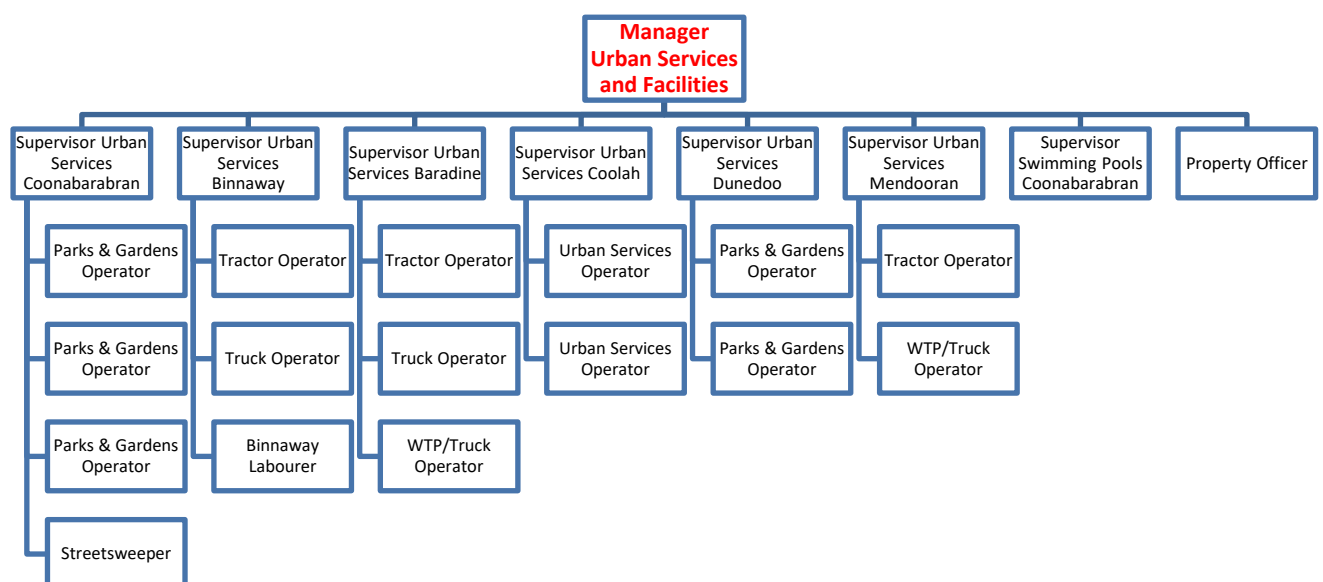 Manager
Urban Services
and Facilities
Supervisor Urban
Services
Coonabarabran
Supervisor Urban
Services
Binnaway
Supervisor Urban
Services Baradine
Supervisor Urban
Services Coolah
Supervisor Urban
Services
Dunedoo
Supervisor Urban
Services
Mendooran
Supervisor
Swimming Pools
Coonabarabran
Property Officer
Parks & Gardens
Operator
Tractor Operator
Tractor Operator
Urban Services
Operator
Parks & Gardens
Operator
Tractor Operator
Parks & Gardens
Operator
Truck Operator
Truck Operator
Urban Services
Operator
Parks & Gardens
Operator
WTP/Truck
Operator
Parks & Gardens
Operator
Binnaway
Labourer
WTP/Truck
Operator
Streetsweeper